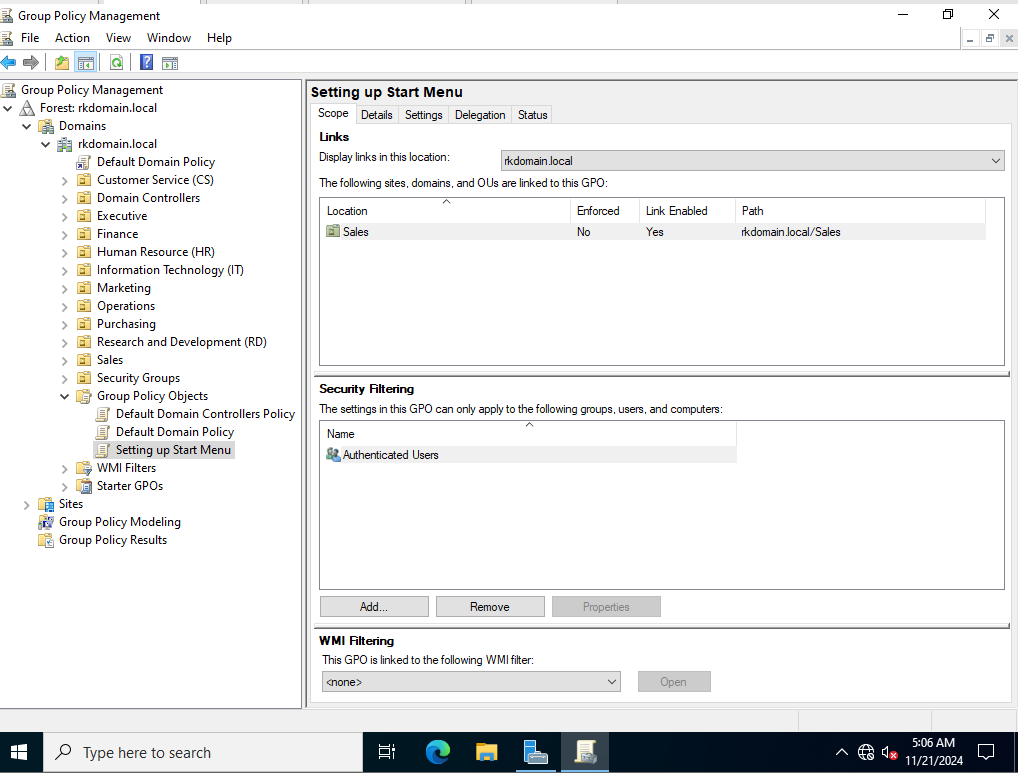 Group Policy Management
File Action View Window Help
Group Policy Management
Forest: rkdomain.local
Domains
rkdomain.local
Default Domain Policy
Customer Service (CS)
Domain Controllers
Executive
Finance
Human Resource (HR)
Information Technology (IT)
Marketing
Operations
Purchasing
Research and Development (RD)
Sales
Security Groups
Group Policy Objects
Default Domain Controllers Policy
Default Domain Policy
Setting up Start Menu
WMI Filters
Starter GPOs
Sites
Group Policy Modeling
Group Policy Results
Setting up Start Menu
Scope Details Settings Delegation Status
Links
Display links in this location: rkdomain.local
The following sites, domains, and OUs are linked to this GPO:
Location Enforced Link Enabled Path
Sales No Yes rkdomain.local/Sales
Security Filtering
The settings in this GPO can only apply to the following groups, users, and computers:
Name
Authenticated Users
Add... Remove Properties
WMI Filtering
This GPO is linked to the following WMI filter:
<none> Open
Type here to search
5:06 AM
11/21/2024